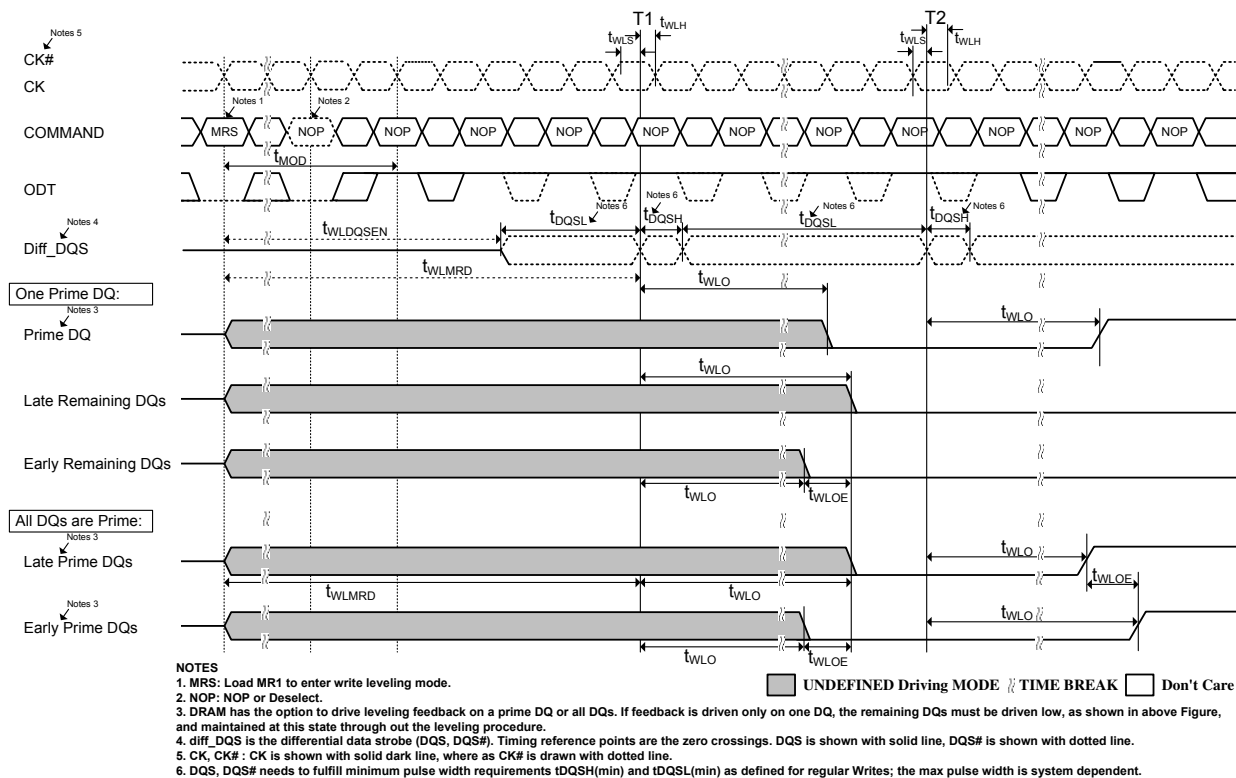 T1 T2
tWLS tWLH tWLS tWLH
Notes 5
CK#
CK
Notes 1 Notes 2
COMMAND MRS NOP NOP NOP NOP NOP NOP NOP NOP NOP
tMOD
ODT
Notes 4 Notes 6 Notes 6 Notes 6 Notes 6
tDQSL tDQSH tDQSL tDQSH
tWLDQSEN
Diff_DQS
tWLMRD
tWLO
One Prime DQ:
Notes 3
tWLO
Prime DQ
tWLO
Late Remaining DQs
Early Remaining DQs
tWLO tWLOE
All DQs are Prime:
Notes 3
tWLO
Late Prime DQs
tWLMRD tWLO tWLOE
Notes 3
tWLO
Early Prime DQs
tWLO tWLOE
NOTES
1. MRS: Load MR1 to enter write leveling mode.
UNDEFINED Driving MODE TIME BREAK Don't Care
2. NOP: NOP or Deselect.
3. DRAM has the option to drive leveling feedback on a prime DQ or all DQs. If feedback is driven only on one DQ, the remaining DQs must be driven low, as shown in above Figure,
and maintained at this state through out the leveling procedure.
4. diff_DQS is the differential data strobe (DQS, DQS#). Timing reference points are the zero crossings. DQS is shown with solid line, DQS# is shown with dotted line.
5. CK, CK# : CK is shown with solid dark line, where as CK# is drawn with dotted line.
6. DQS, DQS# needs to fulfill minimum pulse width requirements tDQSH(min) and tDQSL(min) as defined for regular Writes; the max pulse width is system dependent.